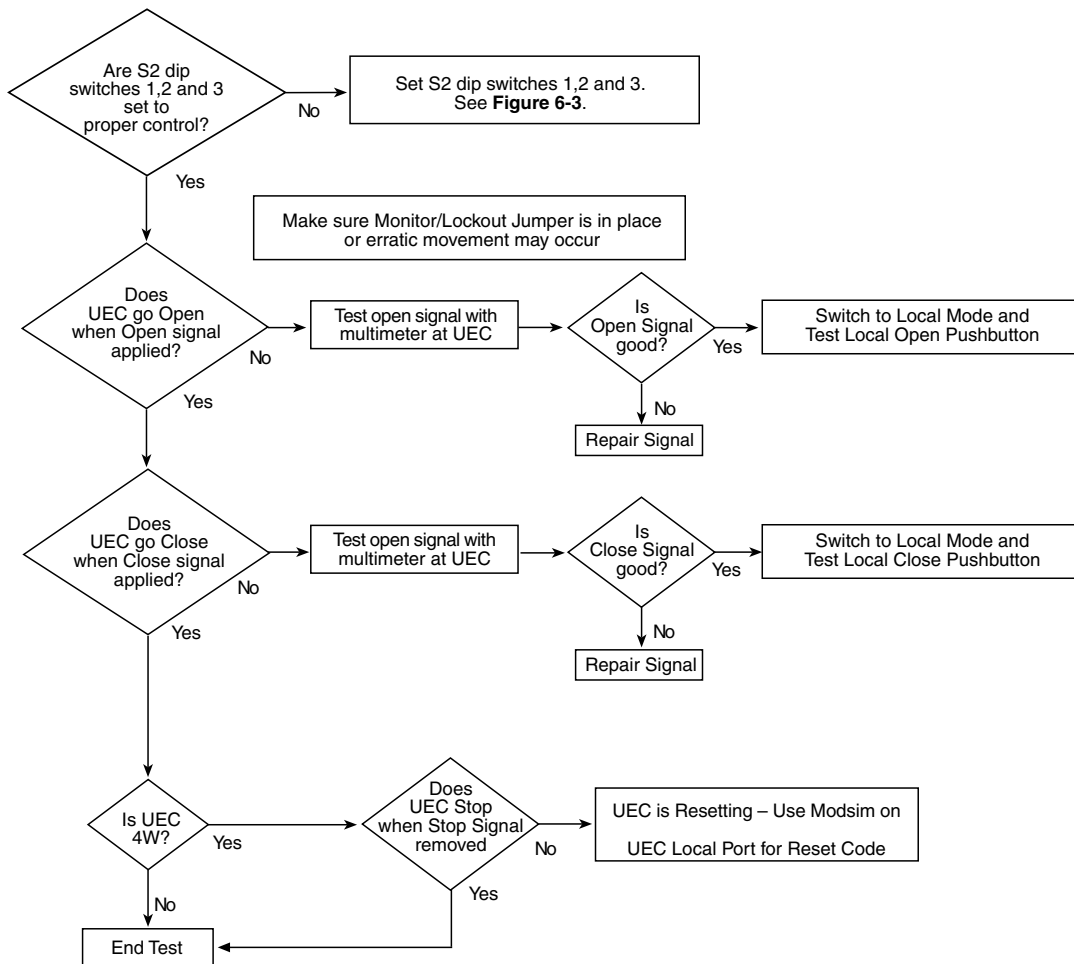 Are S2 dip
switches 1,2 and 3
set to
proper control?
No
Set S2 dip switches 1,2 and 3.
See Figure 6-3.
Yes
Make sure Monitor/Lockout Jumper is in place
or erratic movement may occur
Does
UEC go Open
when Open signal
applied?
No
Test open signal with
multimeter at UEC
Is
Open Signal
good?
Yes
Switch to Local Mode and
Test Local Open Pushbutton
No
Repair Signal
Yes
Does
UEC go Close
when Close signal
applied?
No
Test open signal with
multimeter at UEC
Is
Close Signal
good?
Yes
Switch to Local Mode and
Test Local Close Pushbutton
No
Repair Signal
Yes
Is UEC
4W?
Yes
Does
UEC Stop
when Stop Signal
removed
No
UEC is Resetting – Use Modsim on
UEC Local Port for Reset Code
Yes
No
End Test